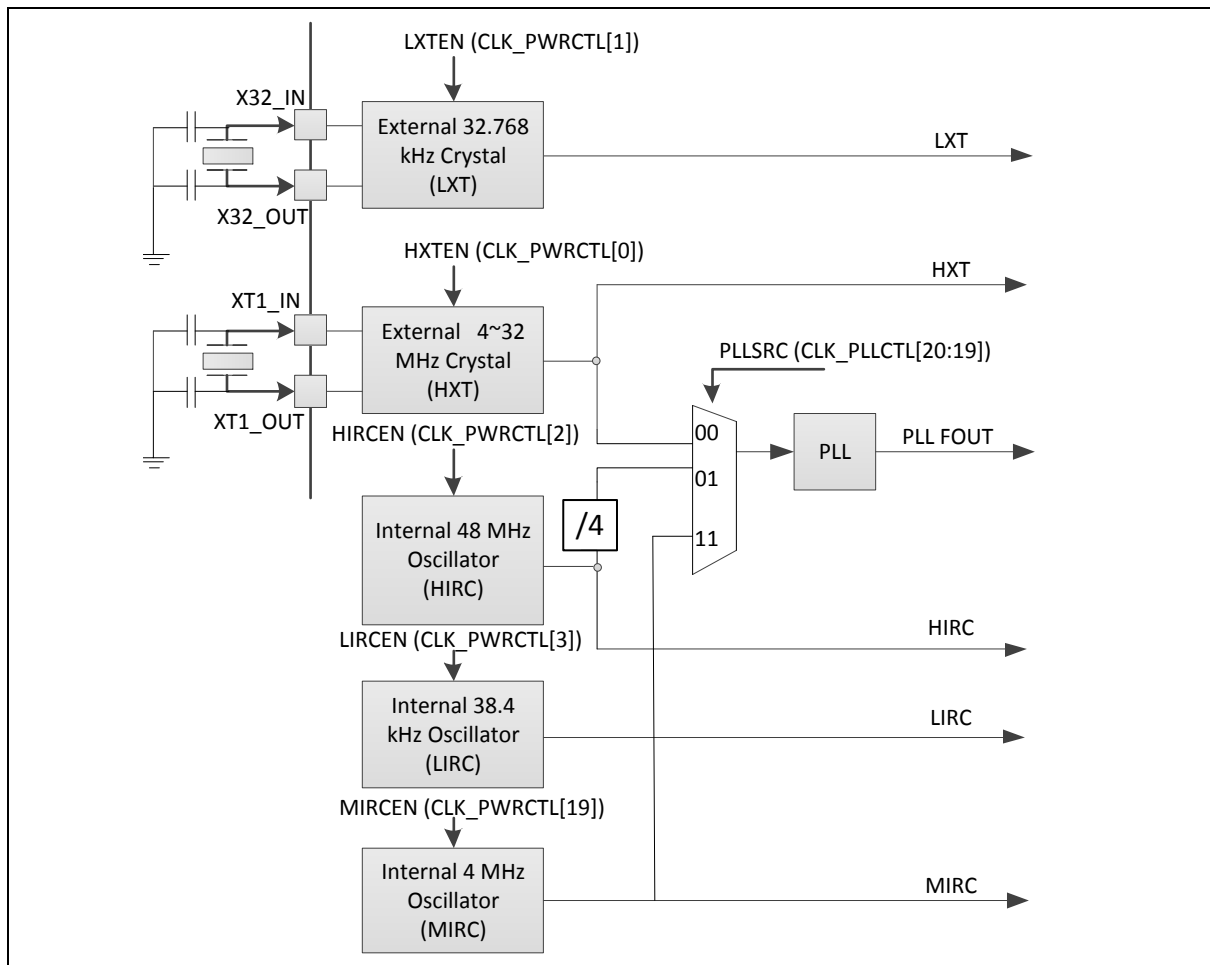 LXTEN (CLK_PWRCTL[1])
X32_IN
External 32.768
kHz Crystal
(LXT)
LXT
X32_OUT
HXTEN (CLK_PWRCTL[0])
HXT
XT1_IN
External 4~32
MHz Crystal
(HXT)
PLLSRC (CLK_PLLCTL[20:19])
XT1_OUT
HIRCEN (CLK_PWRCTL[2])
00
01
11
PLL
PLL FOUT
/4
Internal 48 MHz
Oscillator
(HIRC)
HIRC
LIRCEN (CLK_PWRCTL[3])
Internal 38.4
kHz Oscillator
(LIRC)
LIRC
MIRCEN (CLK_PWRCTL[19])
Internal 4 MHz
Oscillator
(MIRC)
MIRC